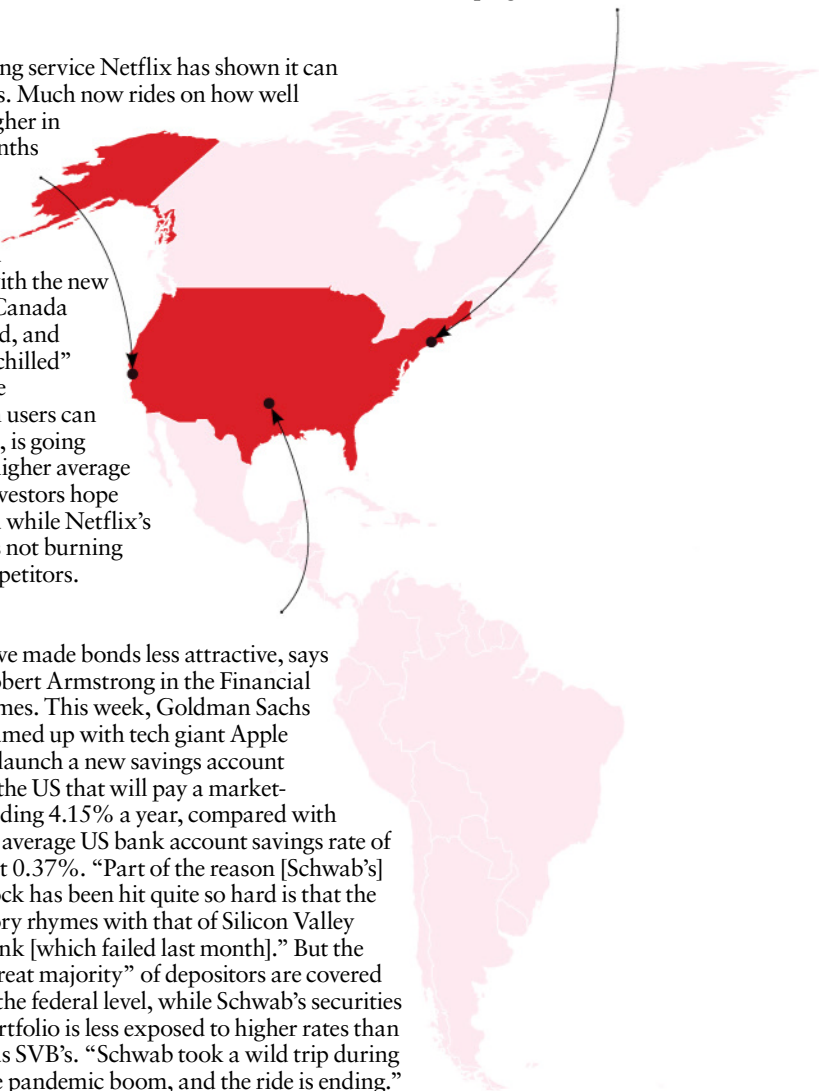 ng service Netflix has shown it can
s. Much now rides on how well
gher in
nths
ith the new
Canada
d, and
chilled”
e
n users can
, is going
igher average
vestors hope
while Netflix’s
s not burning
petitors.
ve made bonds less attractive, says
obert Armstrong in the Financial
mes. This week, Goldman Sachs
amed up with tech giant Apple
launch a new savings account
the US that will pay a market-
ding 4.15% a year, compared with
average US bank account savings rate of
t 0.37%. “Part of the reason [Schwab’s]
ock has been hit quite so hard is that the
ory rhymes with that of Silicon Valley
nk [which failed last month].” But the
reat majority” of depositors are covered
the federal level, while Schwab’s securities
rtfolio is less exposed to higher rates than
as SVB’s. “Schwab took a wild trip during
e pandemic boom, and the ride is ending.”